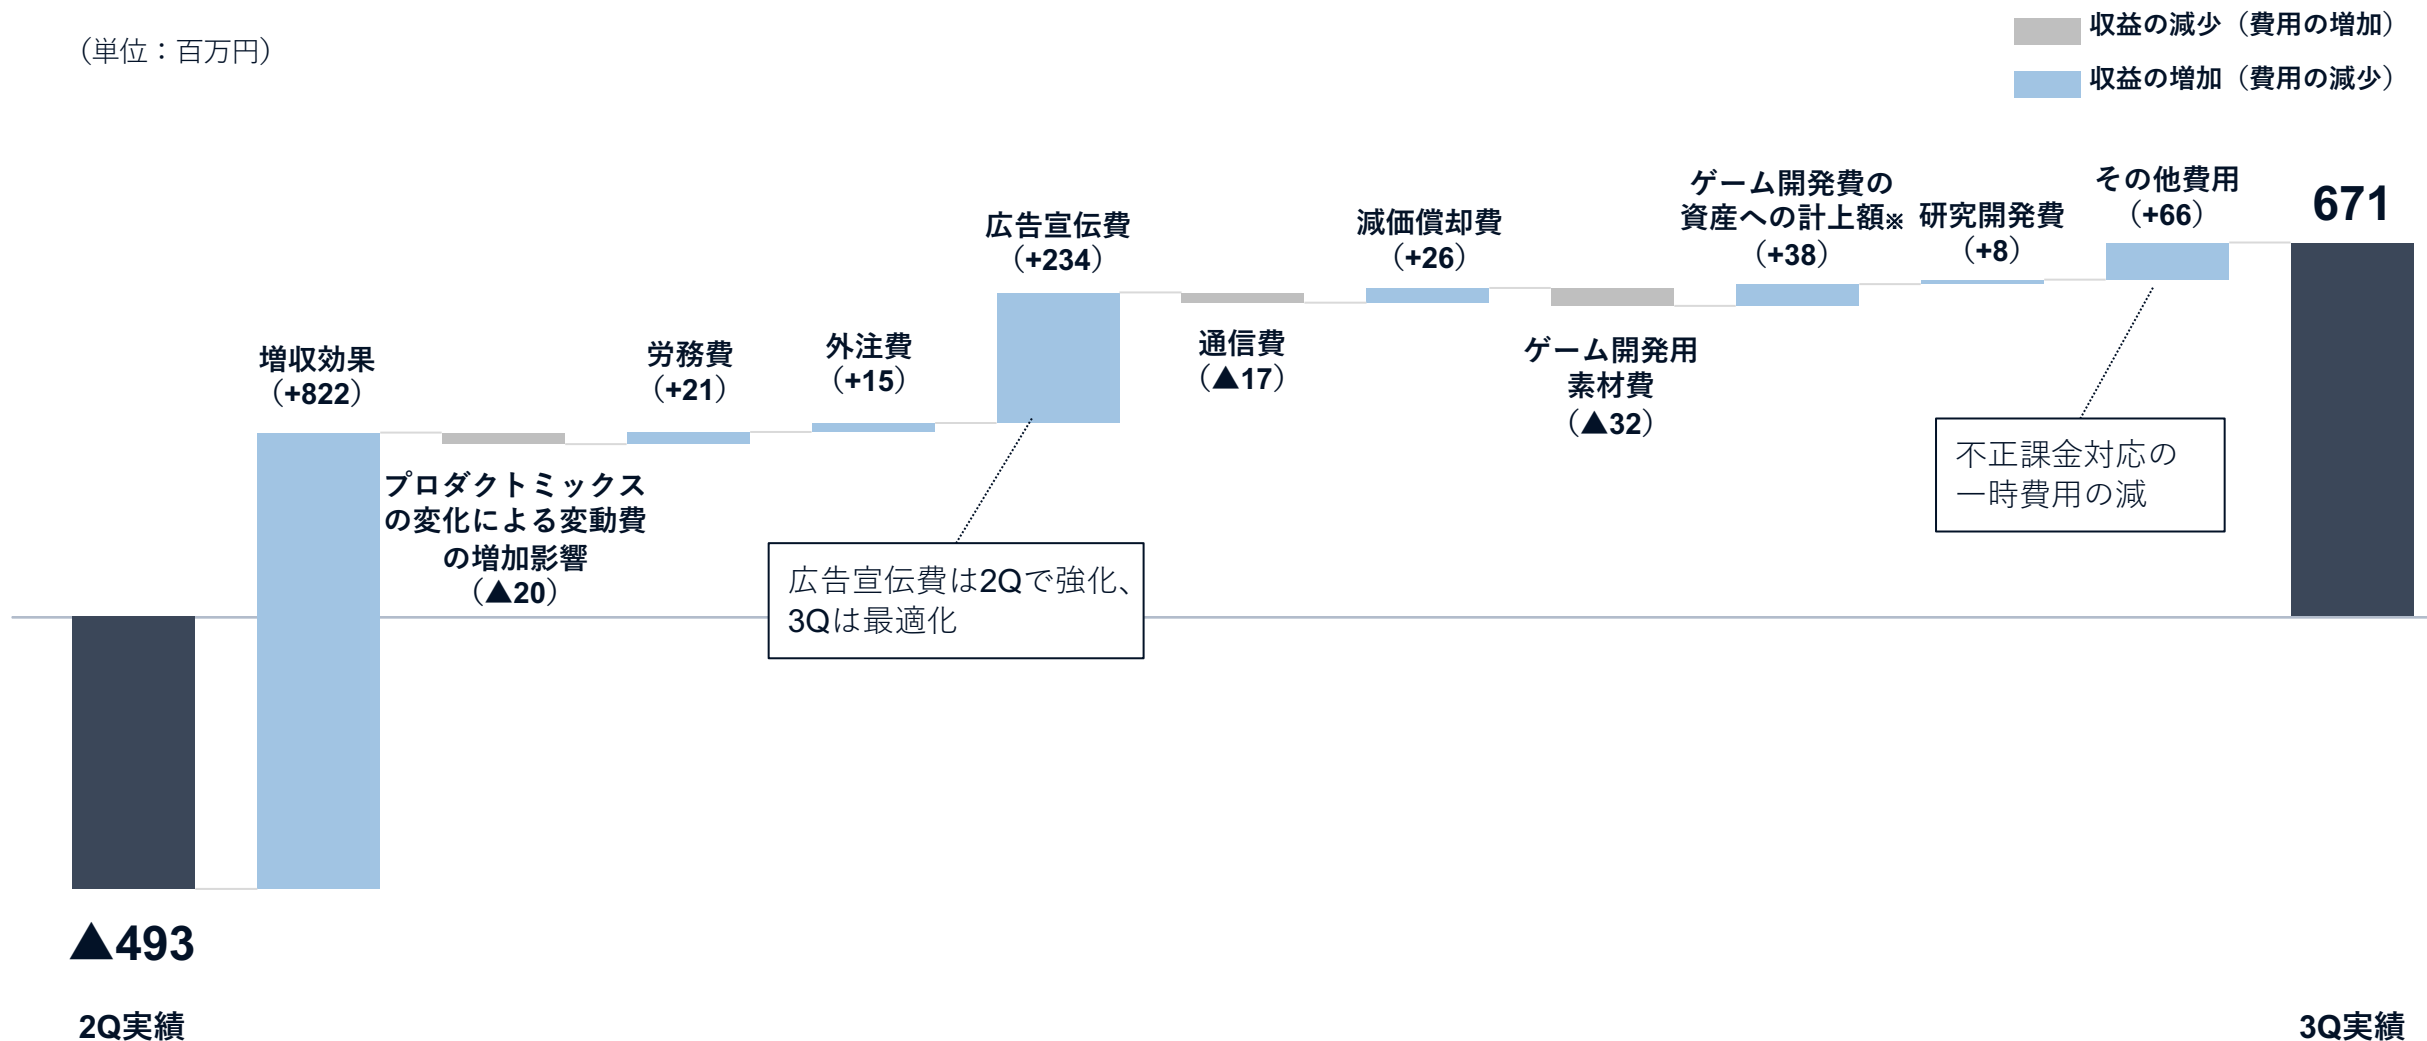 （単位：百万円）
収益の減少（費用の増加）
収益の増加（費用の減少）
増収効果
（+822）
プロダクトミックス
の変化による変動費
の増加影響
（▲20）
労務費
（+21）
外注費
（+15）
広告宣伝費
（+234）
通信費
（▲17）
減価償却費
（+26）
ゲーム開発用
素材費
（▲32）
ゲーム開発費の
資産への計上額※
（+38）
研究開発費
（+8）
その他費用
（+66）
671
広告宣伝費は2Qで強化、
3Qは最適化
不正課金対応の
一時費用の減
▲493
2Q実績
3Q実績